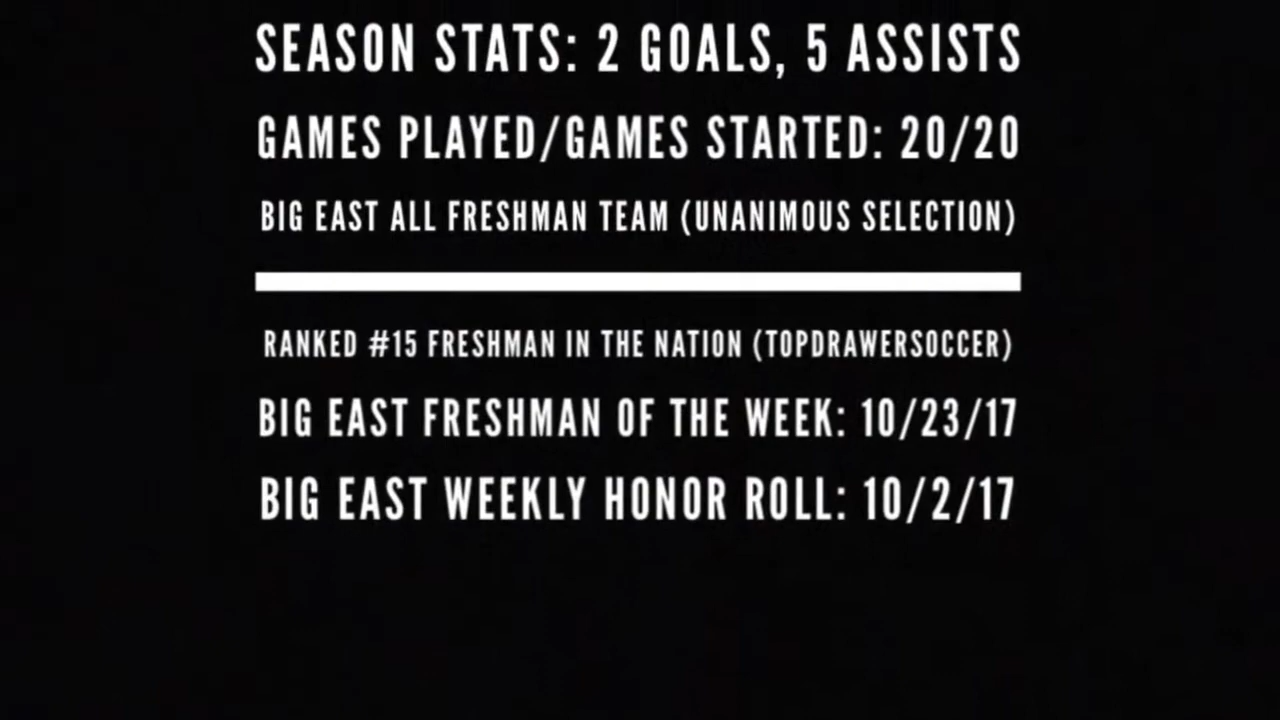 SEASON STATS: 2 GOALS, 5 ASSISTS
GAMES PLAYED/GAMES STARTED: 20/20
BIG EAST ALL FRESHMAN TEAM (UNANIMOUS SELECTION)
RANKED #15 FRESHMAN IN THE NATION (TOPDRAWERSOCCER)
BIG EAST FRESHMAN OF THE WEEK: 10/23/17
BIG EAST WEEKLY HONOR ROLL: 10/2/17